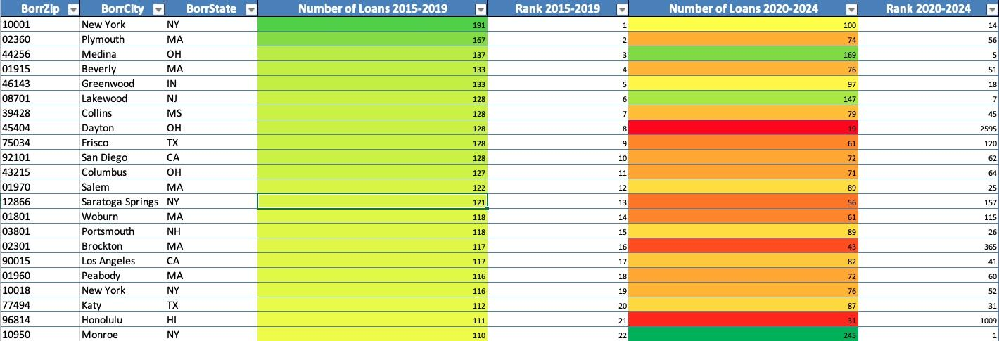 BorrZip BorrCity BorrState Number of Loans 2015-2019 Rank 2015-2019 Number of Loans 2020-2024 Rank 2020-2024
10001 New York NY 191 1 100 14
02360 Plymouth MA 167 2 74 56
44256 Medina OH 137 3 169 5
01915 Beverly MA 133 4 76 51
46143 Greenwood IN 133 5 97 18
08701 Lakewood NJ 128 6 147 7
39428 Collins MS 128 7 79 45
45404 Dayton OH 128 8 19 2595
75034 Frisco TX 128 9 61 120
92101 San Diego CA 128 10 72 62
43215 Columbus OH 127 11 71 64
01970 Salem MA 122 12 89 25
12866 Saratoga Springs NY 121 13 56 157
01801 Woburn MA 118 14 61 115
03801 Portsmouth NH 118 15 89 26
02301 Brockton MA 117 16 43 365
90015 Los Angeles CA 117 17 82 41
01960 Peabody MA 116 18 72 60
10018 New York NY 116 19 76 52
77494 Katy TX 112 20 87 31
96814 Honolulu HI 111 21 31 1009
10950 Monroe NY 110 22 245 1